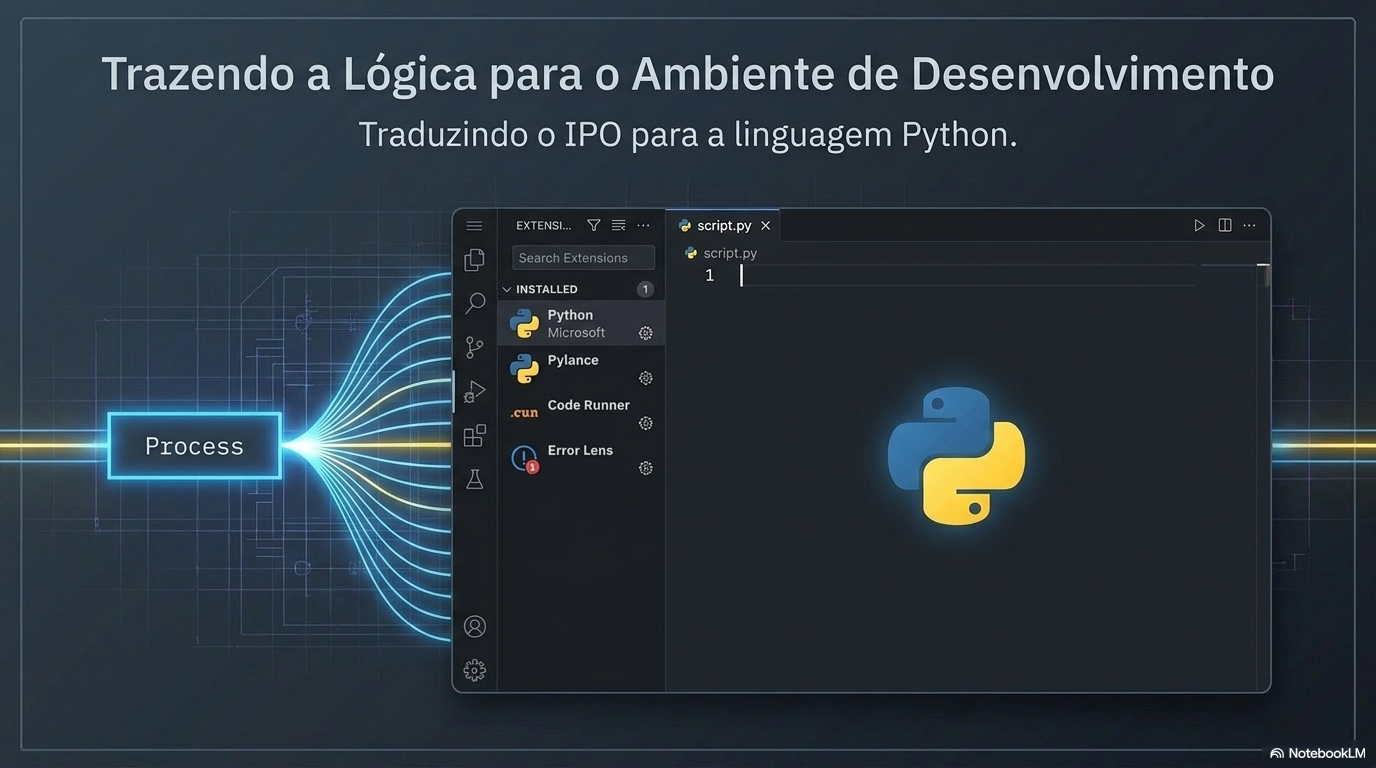 Trazendo a Lógica para o Ambiente de Desenvolvimento
Traduzindo o IPO para a linguagem Python.
Process
EXTENSI...
Search Extensions
INSTALLED 1
Python
Microsoft
Pylance
.cun Code Runner
Error Lens
1
script.py
script.py
1
NotebookLM